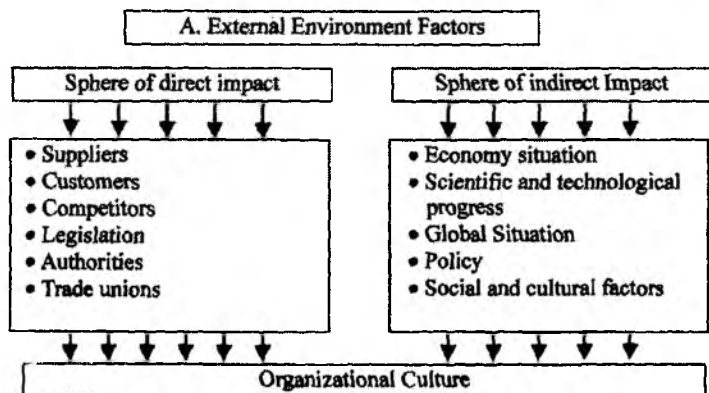 A. External Environment Factors
Sphere of direct impact
• Suppliers
• Customers
• Competitors
• Legislation
• Authorities
• Trade unions
Sphere of indirect Impact
• Economy situation
• Scientific and technological
progress
• Global Situation
• Policy
• Social and cultural factors
Organizational Culture